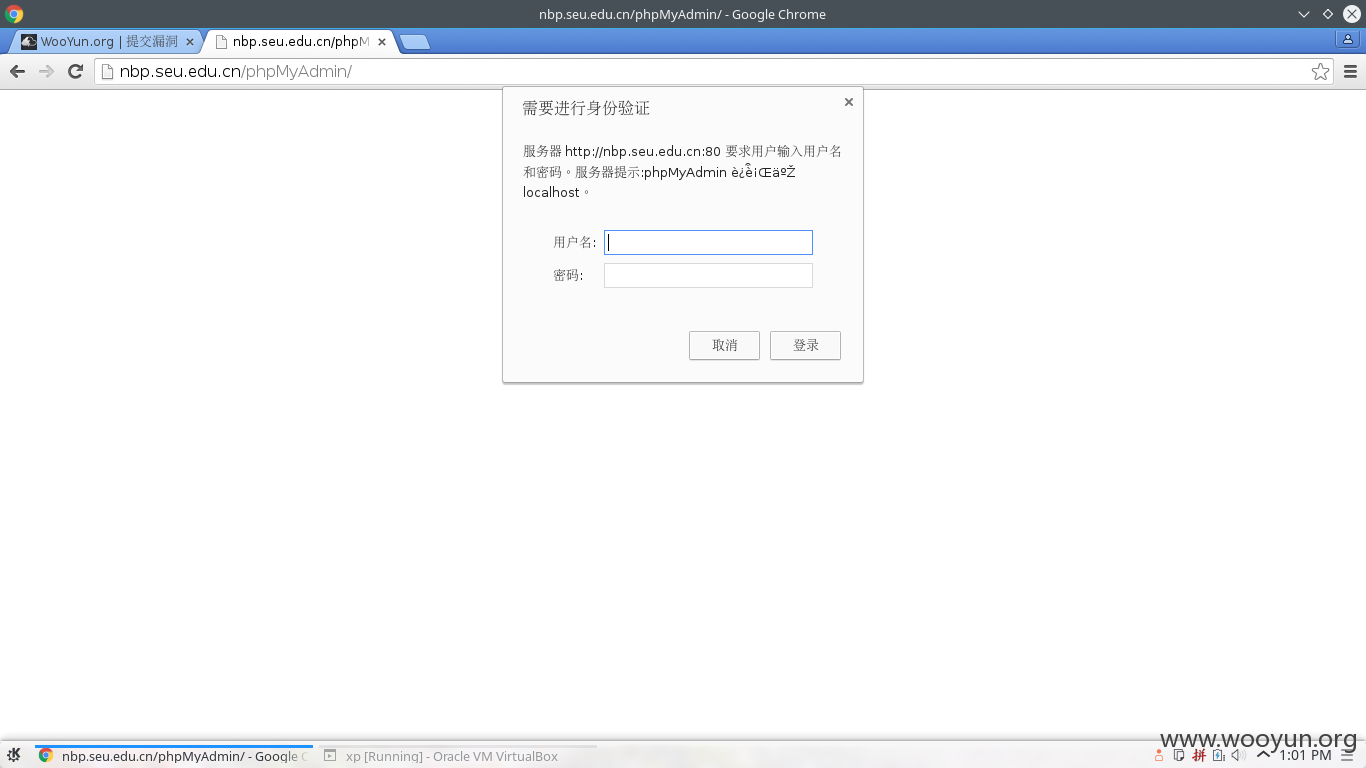 nbp.seu.edu.cn/phpMyAdmin/ - Google Chrome
WooYun.org | 提交漏洞
nbp.seu.edu.cn/phpM
nbp.seu.edu.cn/phpMyAdmin/
需要进行身份验证
服务器 http://nbp.seu.edu.cn:80 要求用户输入用户名
和密码。服务器提示:phpMyAdmin
localhost。
用户名:
密码:
取消
登录
www.wooyun.org
nbp.seu.edu.cn/phpMyAdmin/ - Google C
xp [Running] - Oracle VM VirtualBox
拼
1:01 PM